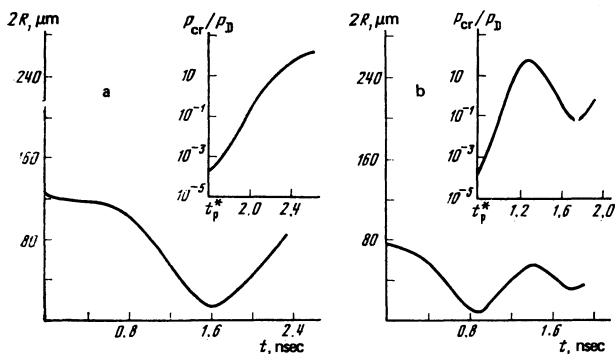 2R, μm
240
160
80
a
p_cr/p_D
10
10^-1
10^-3
10^-5
t_p^*
2.0
2.4
0.8
1.6
2.4
t, nsec
2R, μm
240
160
80
b
p_cr/p_D
10
10^-1
10^-3
10^-5
t_p^*
1.2
1.6
2,0
0.8
1.6
t, nsec